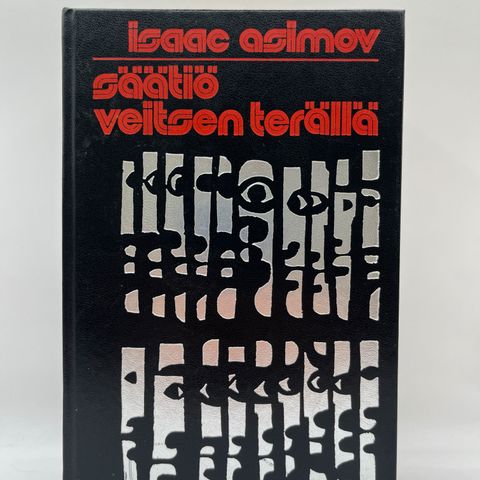 isaac asimov
säätiö
veitsen terällä